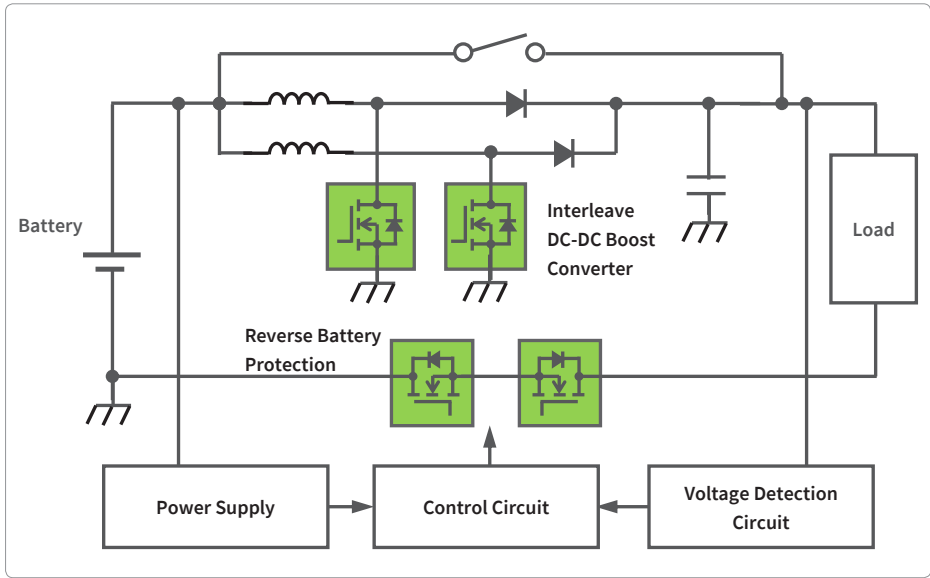 Battery
Interleave
DC-DC Boost
Converter
Load
Reverse Battery
Protection
Power Supply
Control Circuit
Voltage Detection
Circuit